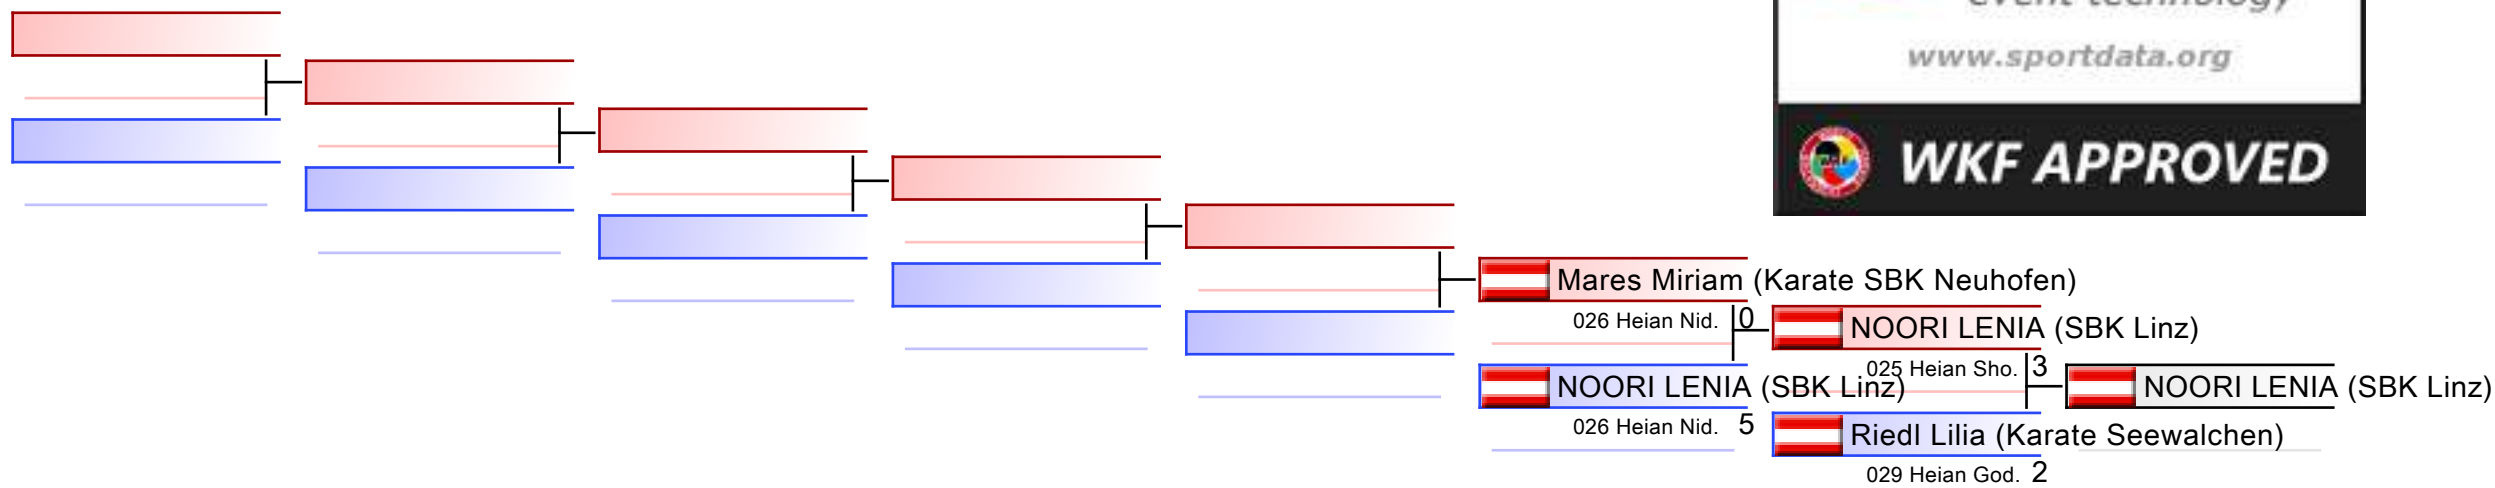 event technology
www.sportdata.org
WKF APPROVED
Mares Miriam (Karate SBK Neuhofen)
026 Heian Nid. 0
NOORI LENIA (SBK Linz)
025 Heian Sho. 3
NOORI LENIA (SBK Linz)
026 Heian Nid. 5
NOORI LENIA (SBK Linz)
Riedl Lilia (Karate Seewalchen)
029 Heian God. 2